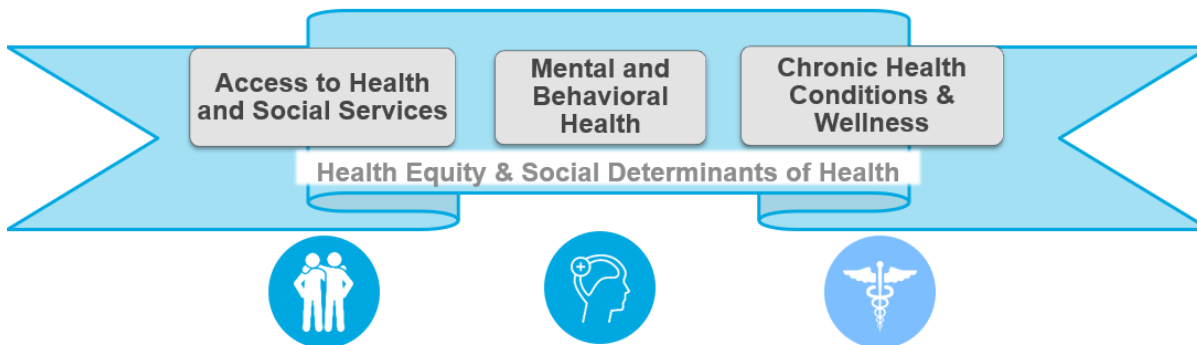 Access to Health
and Social Services
Mental and
Behavioral
Health
Chronic Health
Conditions &
Wellness
Health Equity & Social Determinants of Health